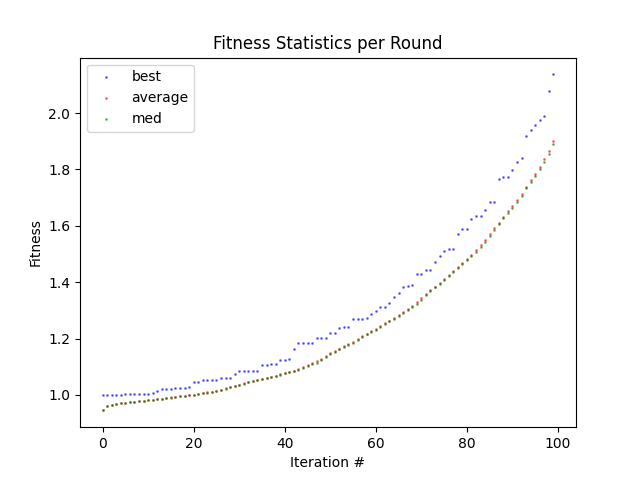 Fitness Statistics per Round
best
average
med
Fitness
2.0
1.8
1.6
1.4
1.2
1.0
0 20 40 60 80 100
Iteration #